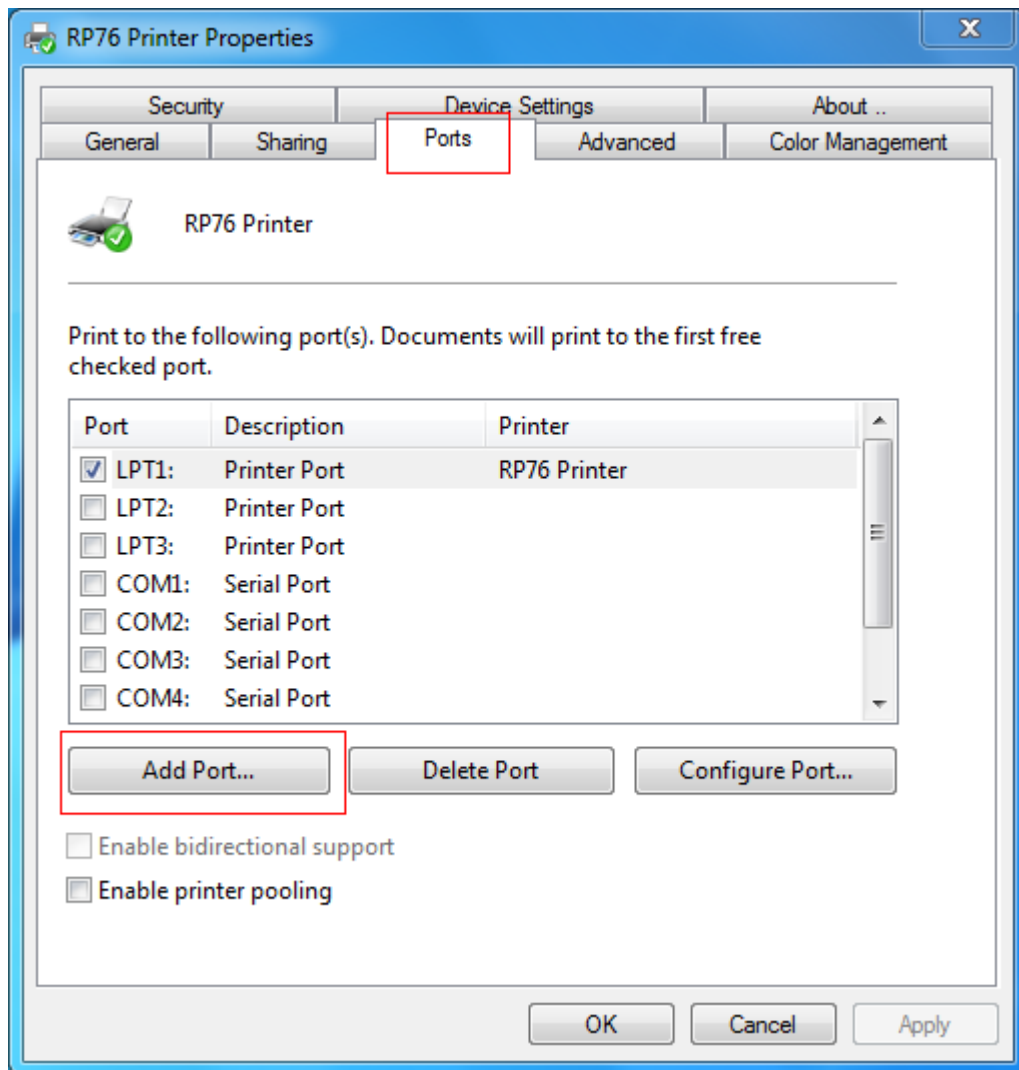 RP76 Printer Properties
X
Security Device Settings About ..
General Sharing Ports Advanced Color Management
RP76 Printer
Print to the following port(s). Documents will print to the first free
checked port.
Port Description Printer
LPT1: Printer Port RP76 Printer
LPT2: Printer Port
LPT3: Printer Port
COM1: Serial Port
COM2: Serial Port
COM3: Serial Port
COM4: Serial Port
Add Port... Delete Port Configure Port...
Enable bidirectional support
Enable printer pooling
OK Cancel Apply